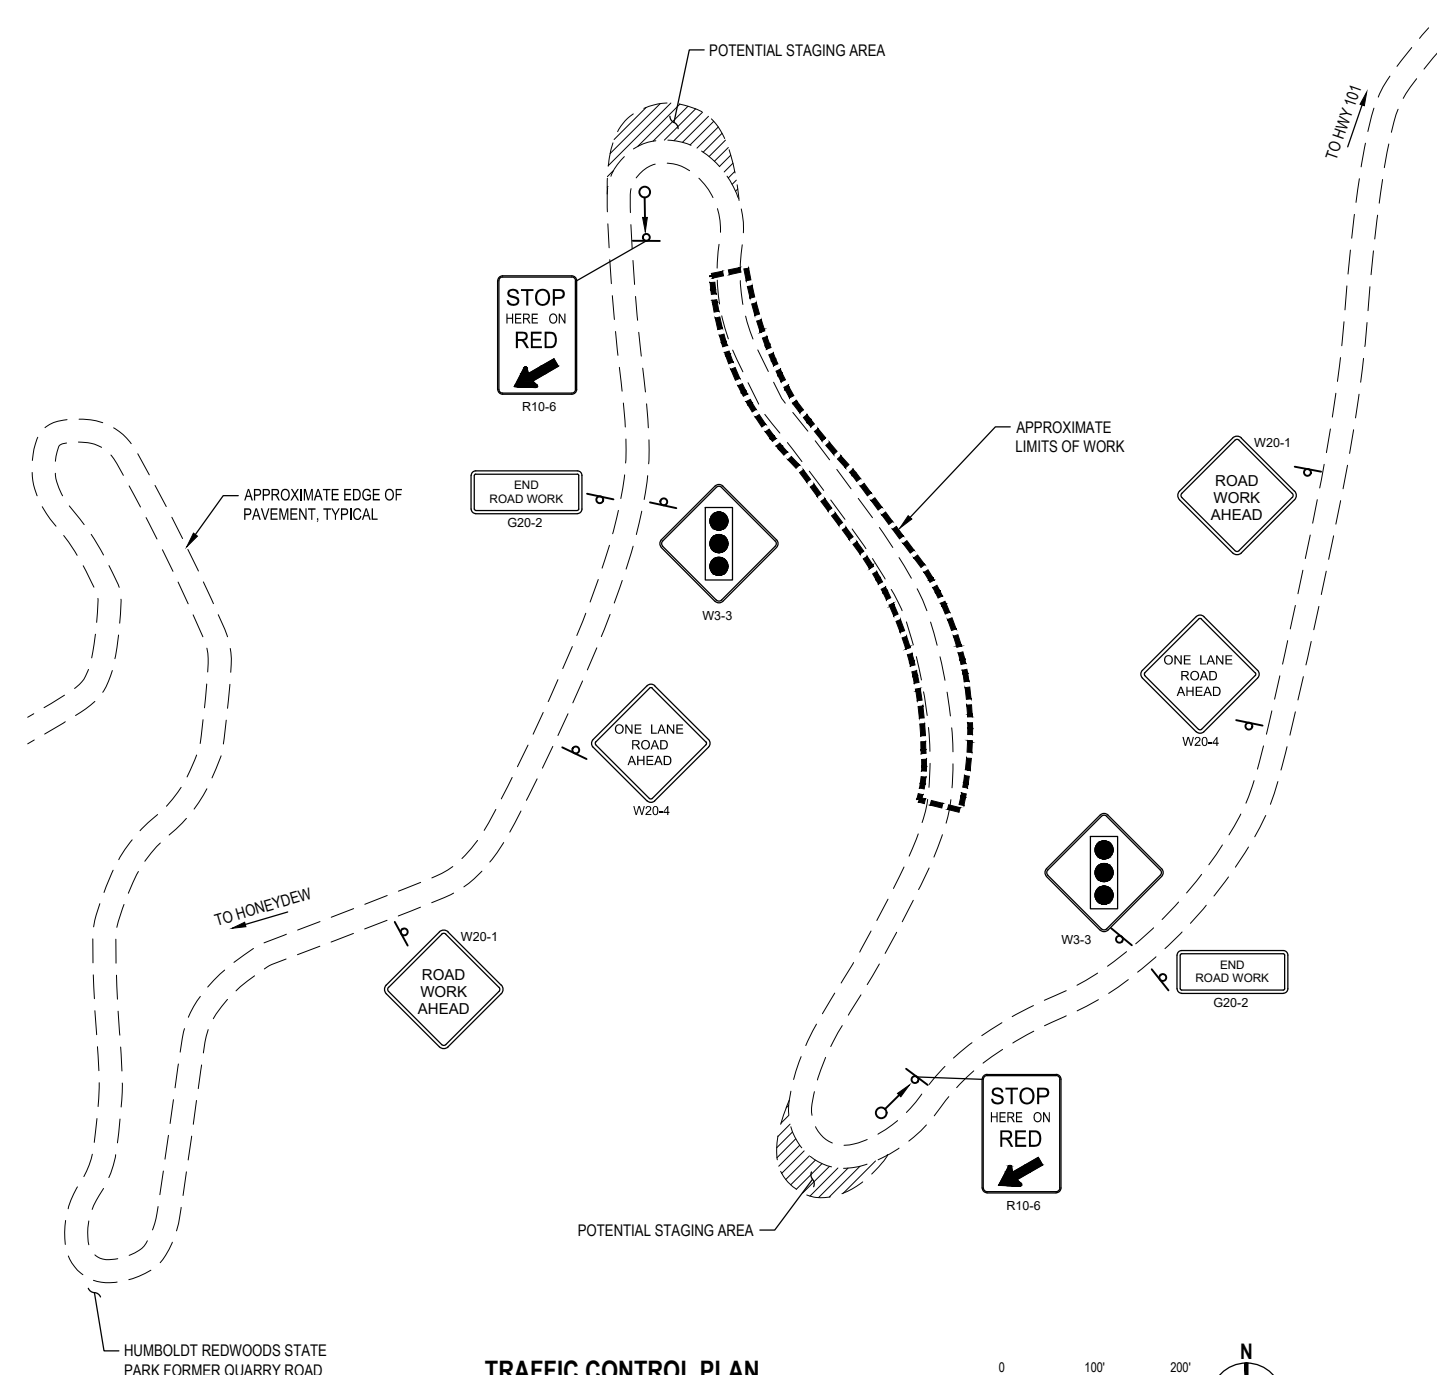 POTENTIAL STAGING AREA
TO HWY 101
STOP
HERE ON
RED
R10-6
APPROXIMATE
LIMITS OF WORK
W20-1
ROAD
WORK
AHEAD
END
ROAD WORK
G20-2
APPROXIMATE EDGE OF
PAVEMENT, TYPICAL
W3-3
ONE LANE
ROAD
AHEAD
W20-4
ONE LANE
ROAD
AHEAD
W20-4
TO HONEYDEW
W20-1
ROAD
WORK
AHEAD
W3-3
END
ROAD WORK
G20-2
STOP
HERE ON
RED
R10-6
POTENTIAL STAGING AREA
HUMBOLDT REDWOODS STATE
PARK FORMER QUARRY ROAD
TRAFFIC CONTROL PLAN
0 100' 200'
N